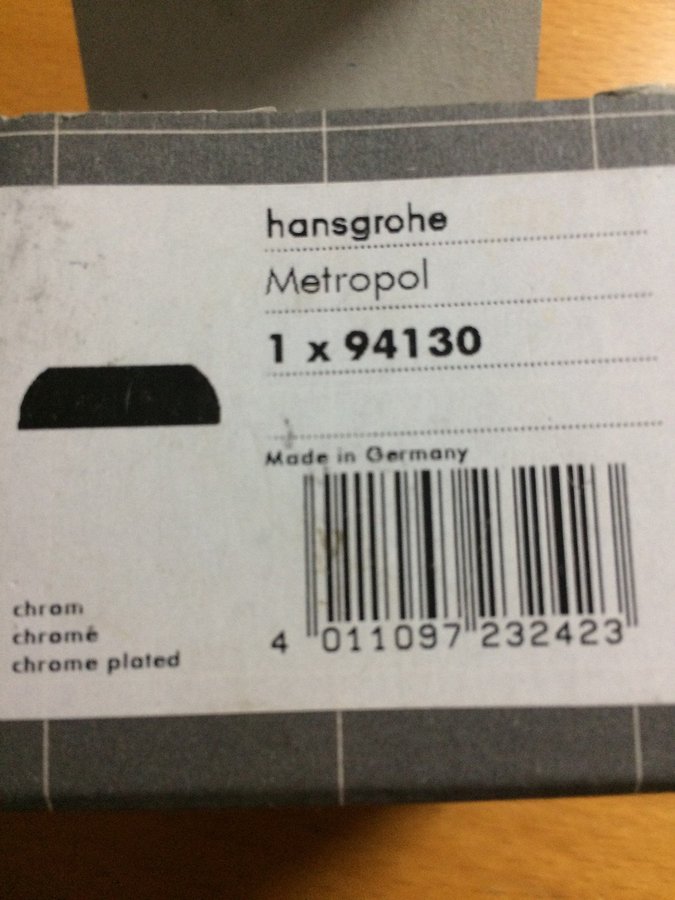 hansgrohe
Metropol
1 x 94130
Made in Germany
4 011097 232423
chrom
chromé
chrome plated